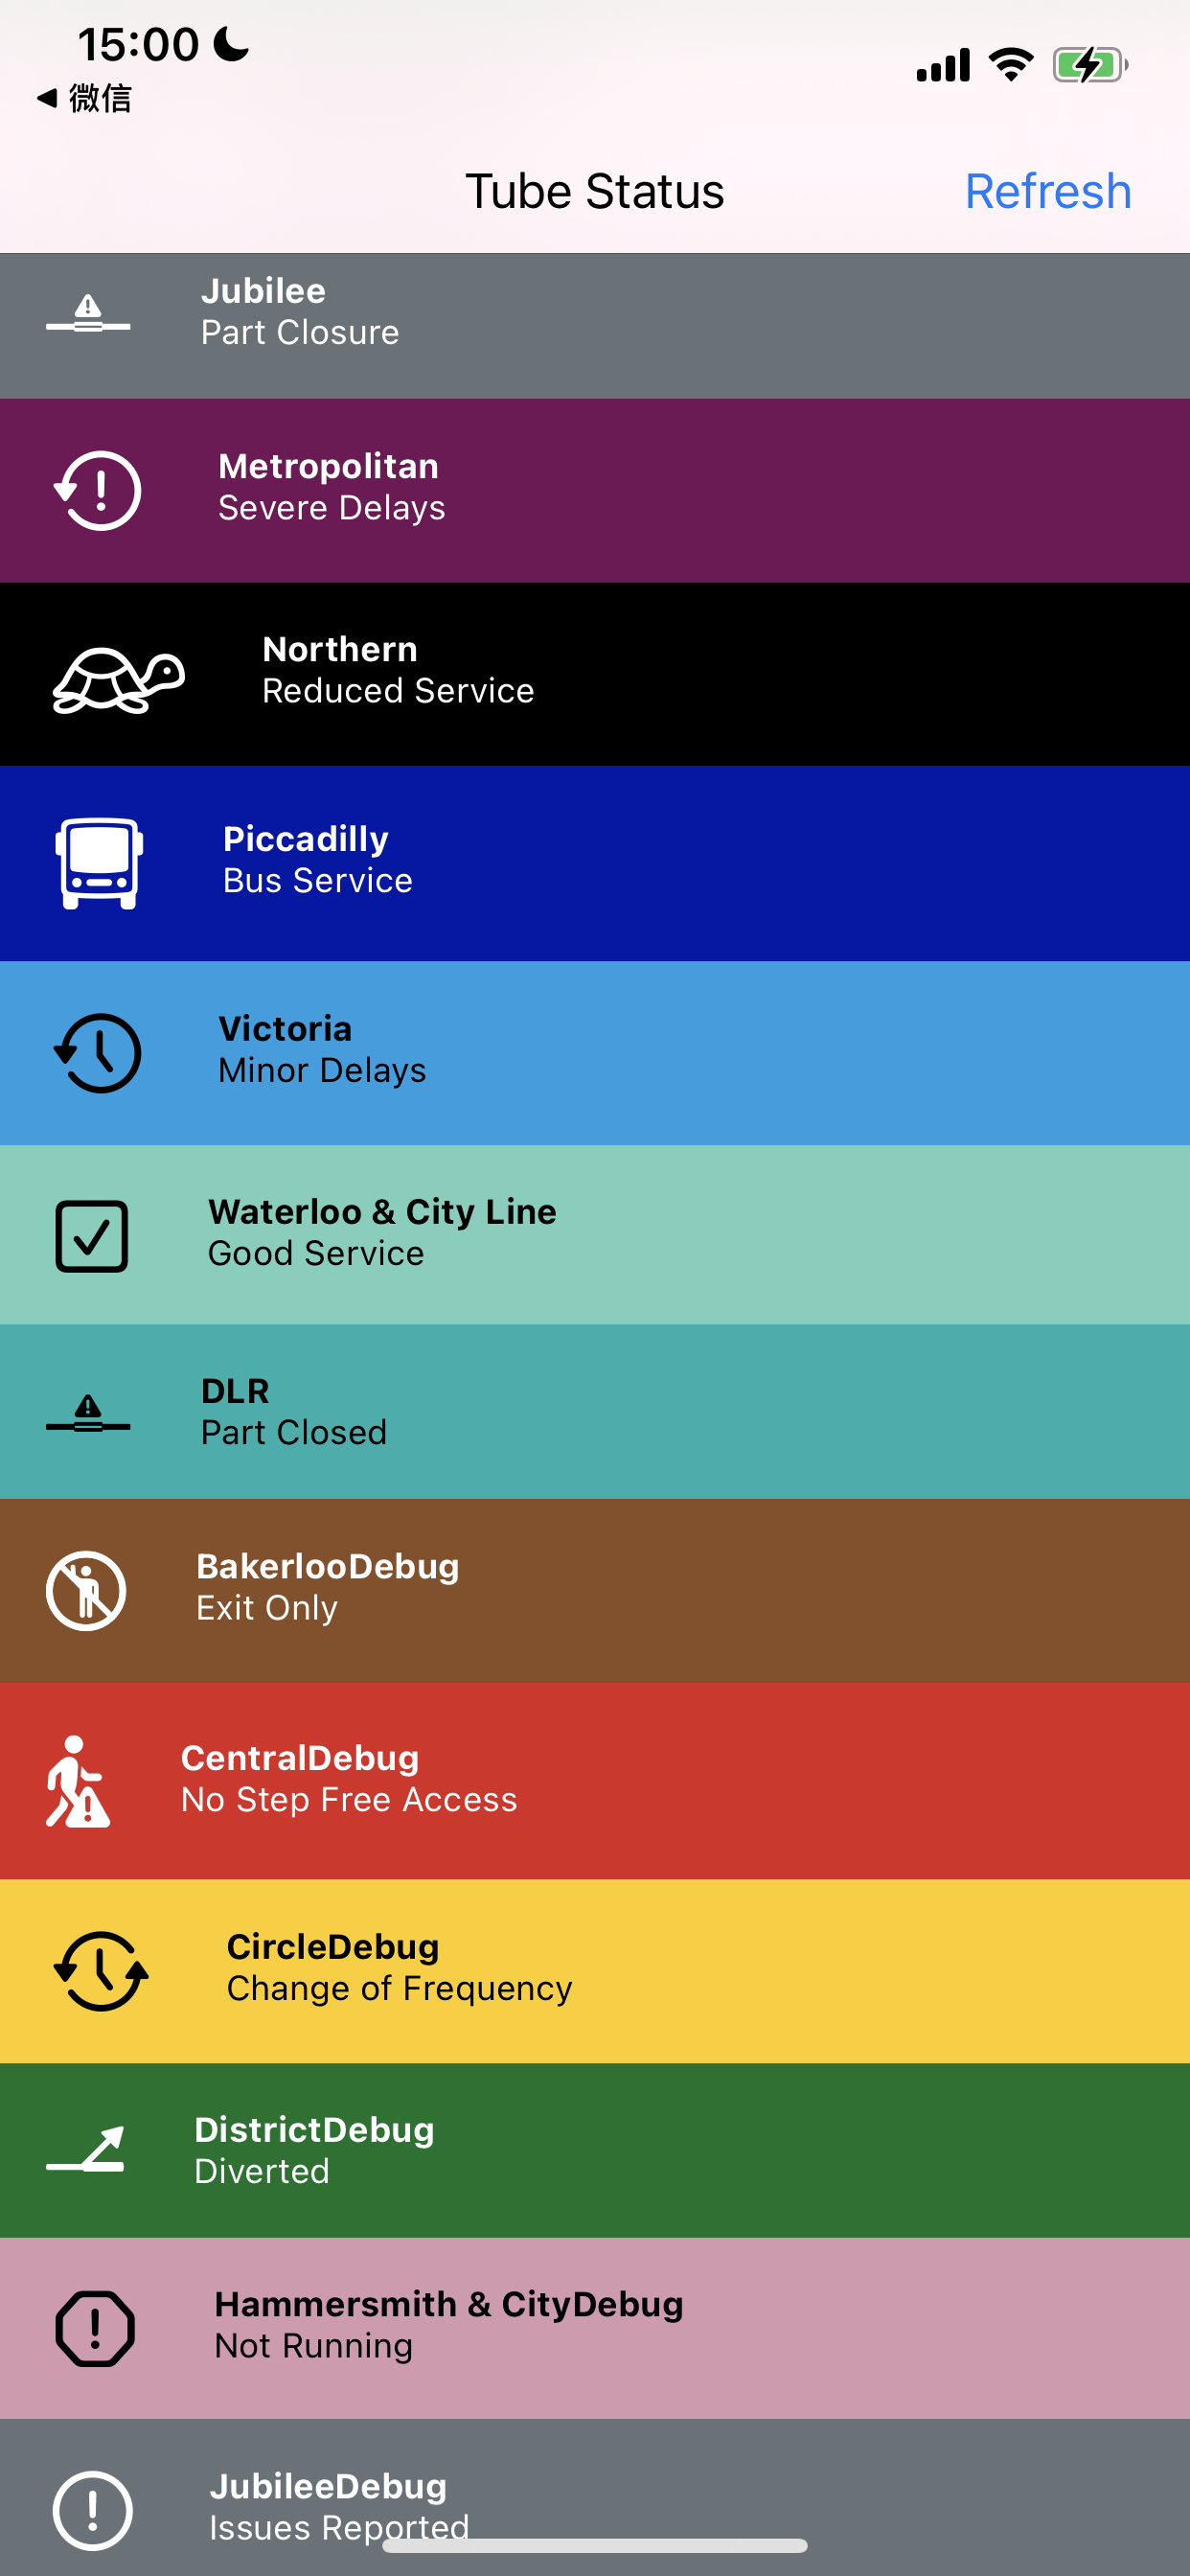 15:00
微信
Tube Status
Refresh
Jubilee
Part Closure
Metropolitan
Severe Delays
Northern
Reduced Service
Piccadilly
Bus Service
Victoria
Minor Delays
Waterloo & City Line
Good Service
DLR
Part Closed
BakerlooDebug
Exit Only
CentralDebug
No Step Free Access
CircleDebug
Change of Frequency
DistrictDebug
Diverted
Hammersmith & CityDebug
Not Running
JubileeDebug
Issues Reported